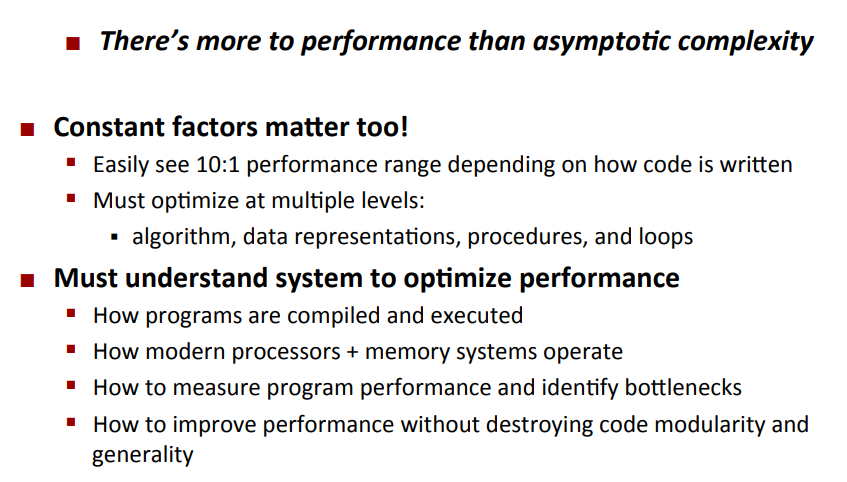 There's more to performance than asymptotic complexity
Constant factors matter too!
Easily see 10:1 performance range depending on how code is written
Must optimize at multiple levels:
algorithm, data representations, procedures, and loops
Must understand system to optimize performance
How programs are compiled and executed
How modern processors + memory systems operate
How to measure program performance and identify bottlenecks
How to improve performance without destroying code modularity and
generality